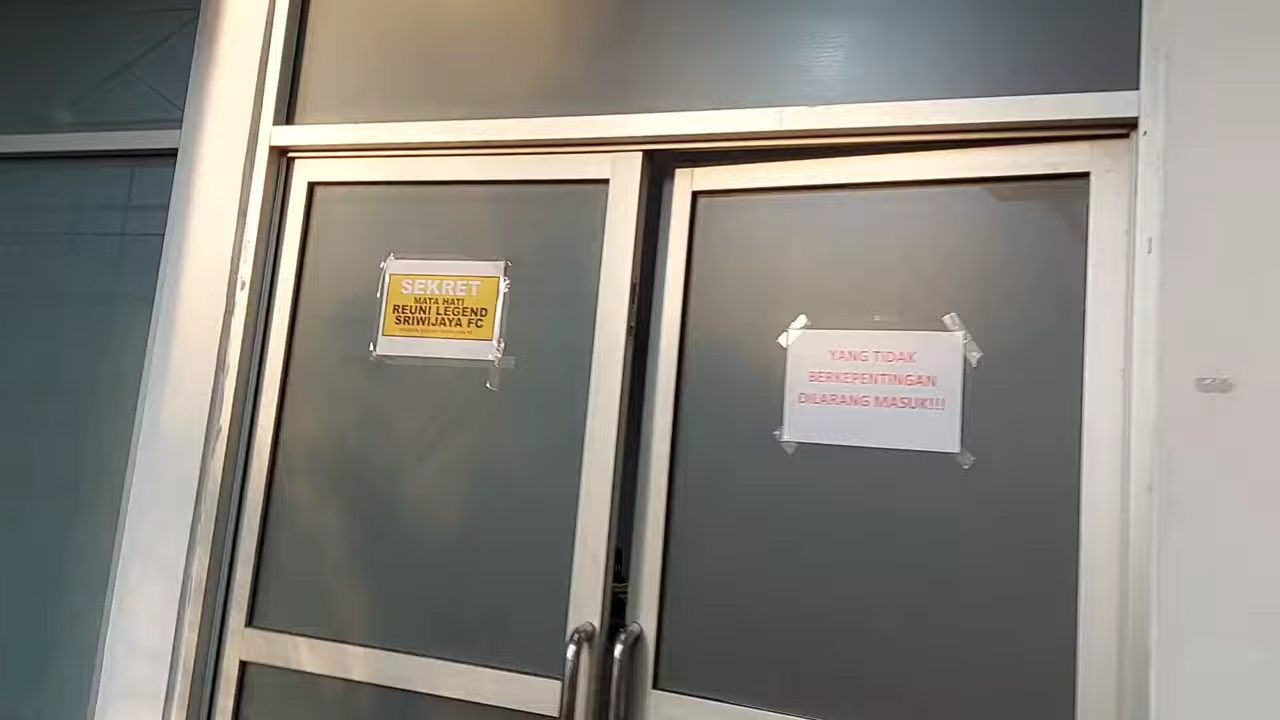 SEKRET
MATA HATI
REUNI LEGEND
SRIWIJAYA FC
YANG TIDAK
BERKEPENTINGAN
DILARANG MASUK!!!